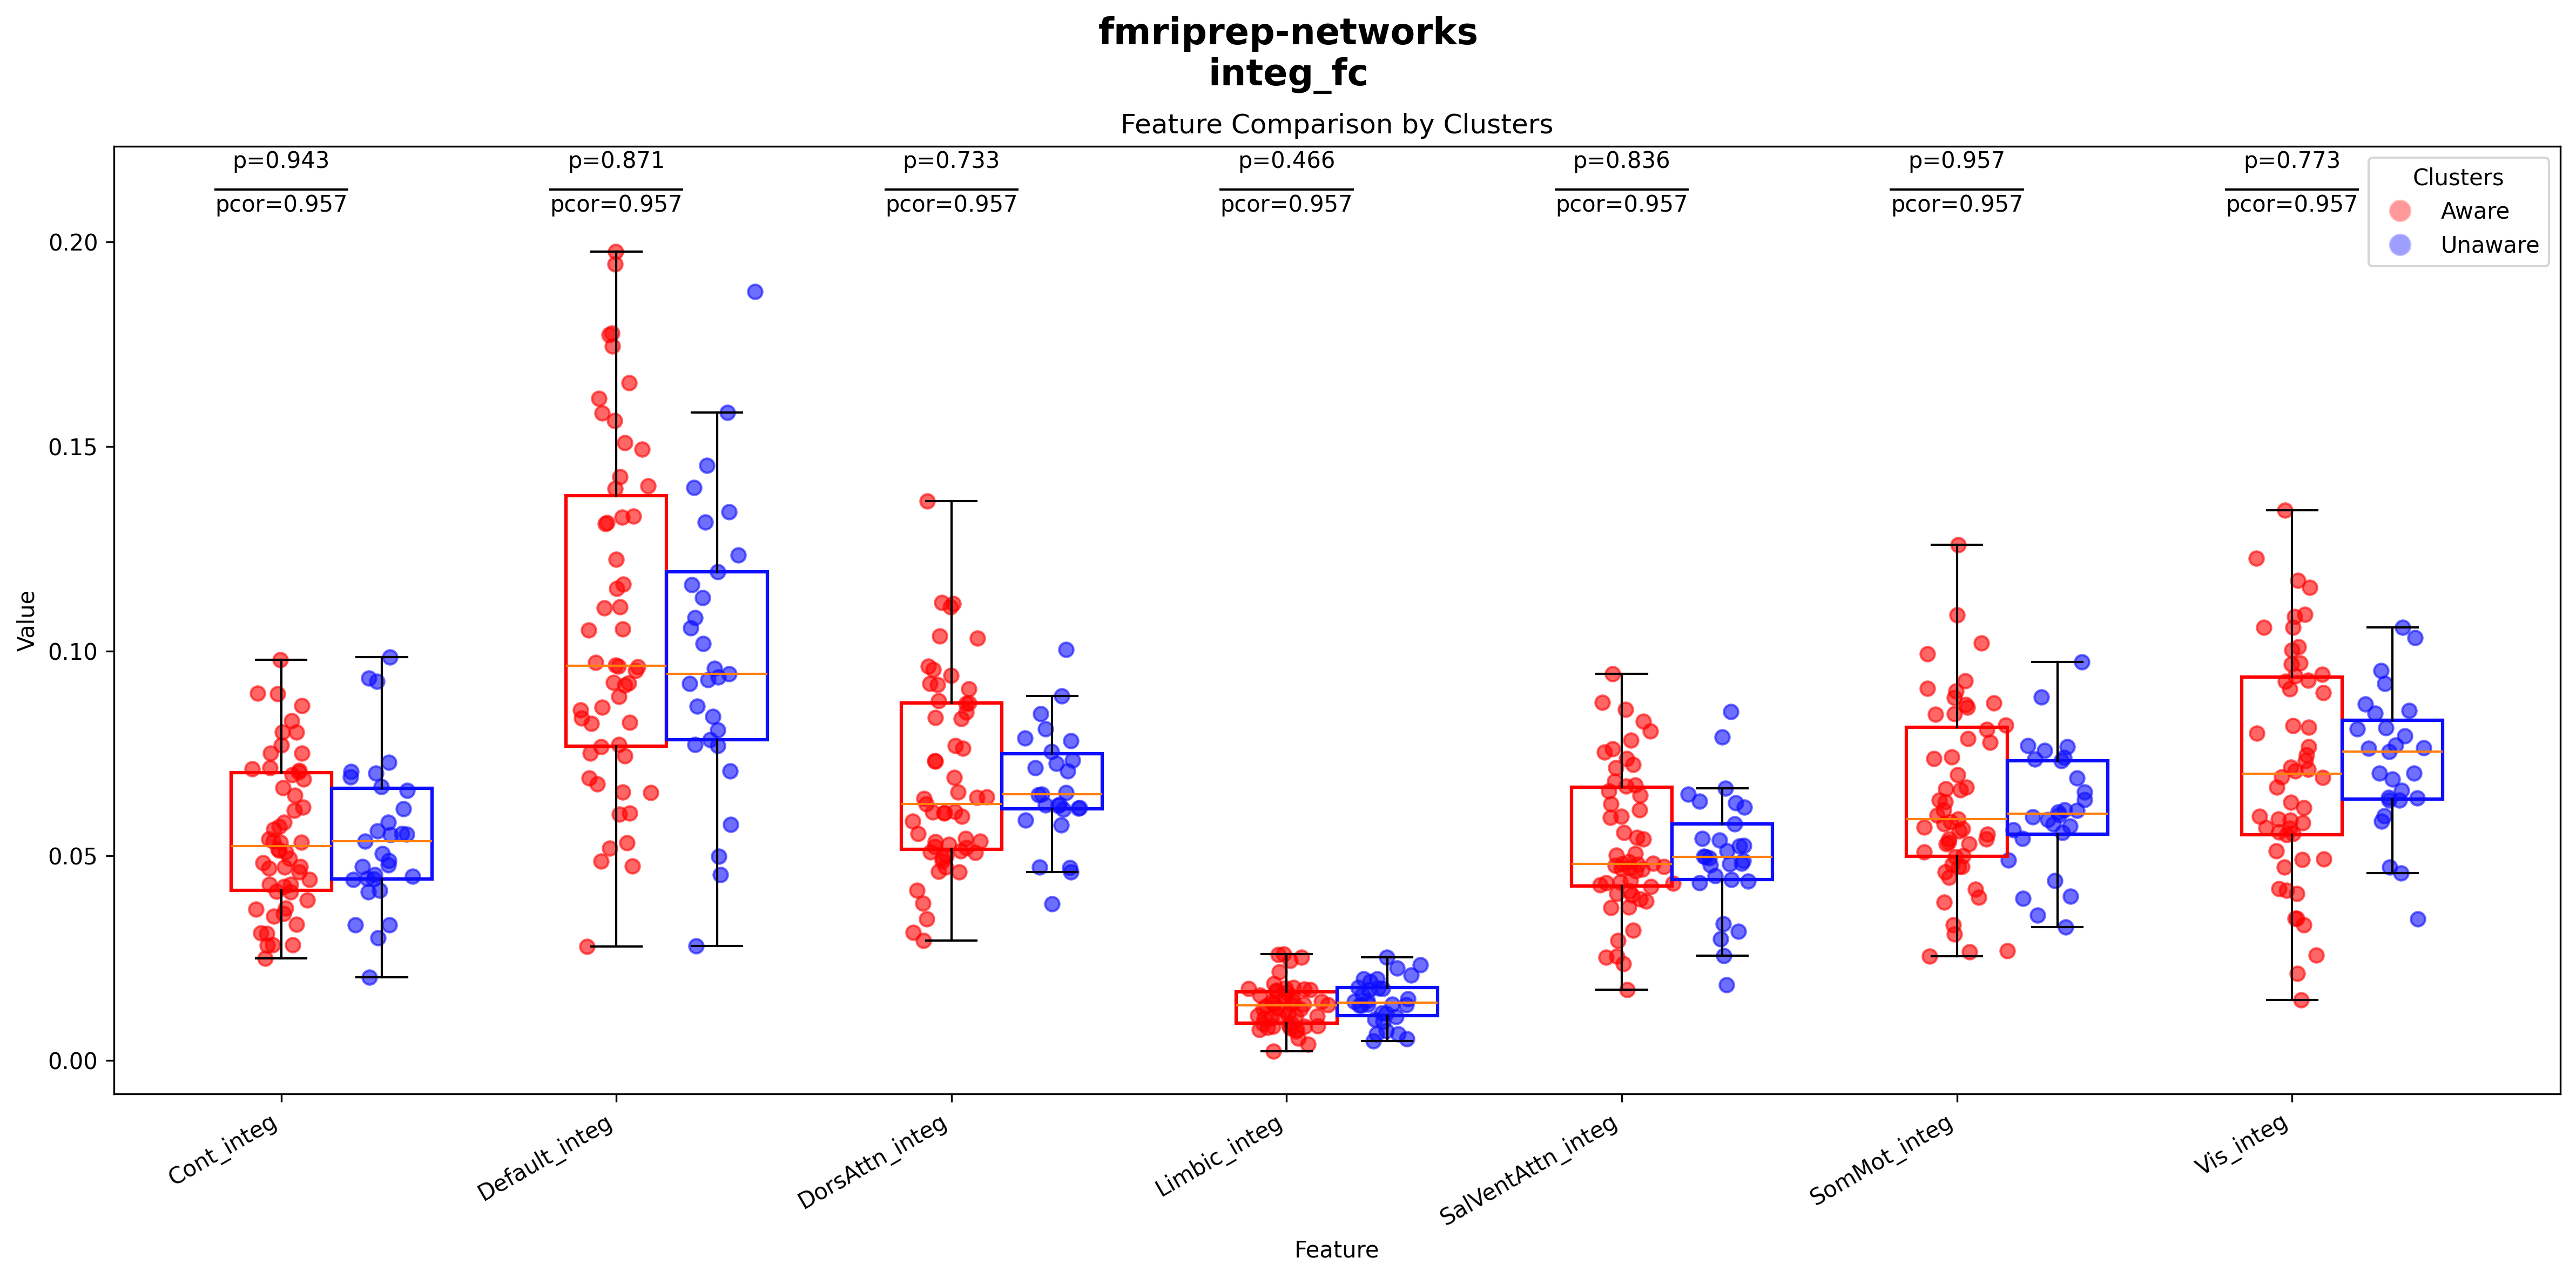 fmriprep-networks
integ_fc
Feature Comparison by Clusters
p=0.943 p=0.871 p=0.733 p=0.466 p=0.836 p=0.957 p=0.773
pcor=0.957 pcor=0.957 pcor=0.957 pcor=0.957 pcor=0.957 pcor=0.957 pcor=0.957
Clusters
Aware
Unaware
Value
0.20
0.15
0.10
0.05
0.00
Cont_integ Default_integ DorsAttn_integ Limbic_integ SalVentAttn_integ SomMot_integ Vis_integ
Feature